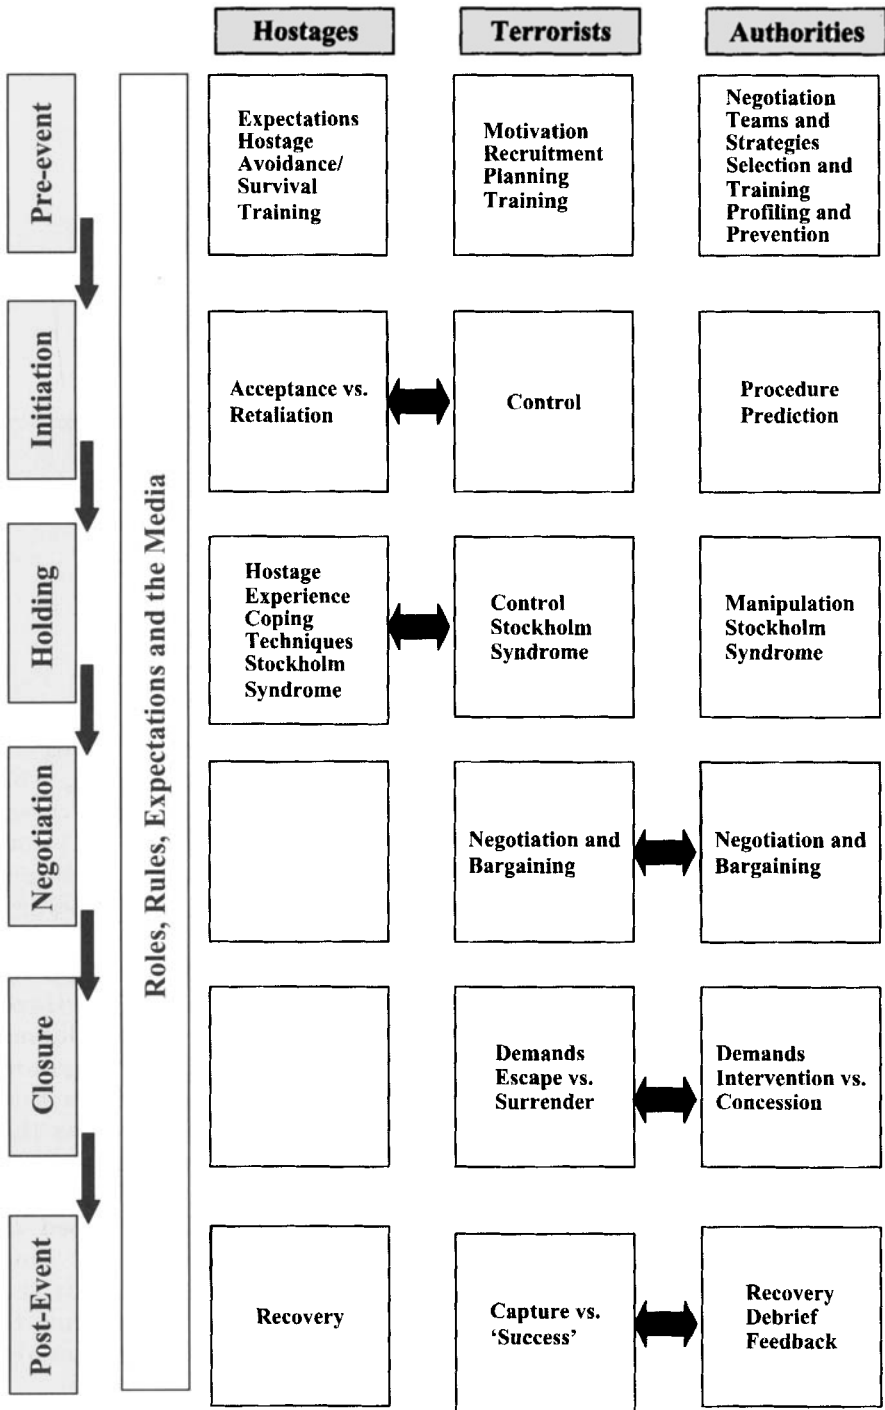 Hostages
Terrorists
Authorities
Pre-event
Roles, Rules, Expectations and the Media
Expectations
Hostage
Avoidance/
Survival
Training
Motivation
Recruitment
Planning
Training
Negotiation
Teams and
Strategies
Selection and
Training
Profiling and
Prevention
Initiation
Acceptance vs.
Retaliation
Control
Procedure
Prediction
Holding
Hostage
Experience
Coping
Techniques
Stockholm
Syndrome
Control
Stockholm
Syndrome
Manipulation
Stockholm
Syndrome
Negotiation
Negotiation and
Bargaining
Negotiation and
Bargaining
Closure
Demands
Escape vs.
Surrender
Demands
Intervention vs.
Concession
Post-Event
Recovery
Capture vs.
‘Success’
Recovery
Debrief
Feedback